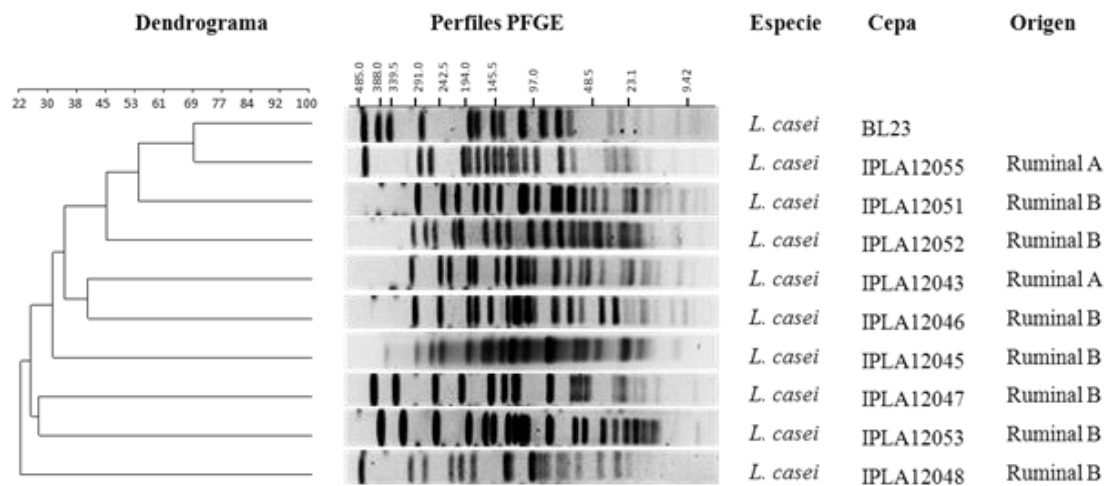 Dendrograma Perfiles PFGE Especie Cepa Origen
485.0 388.0 339.5 291.0 242.5 194.0 145.5 97.0 48.5 23.1 9.42
22 30 38 45 53 61 69 77 84 92 100
L. casei BL23
L. casei IPLA12055 Ruminal A
L. casei IPLA12051 Ruminal B
L. casei IPLA12052 Ruminal B
L. casei IPLA12043 Ruminal A
L. casei IPLA12046 Ruminal B
L. casei IPLA12045 Ruminal B
L. casei IPLA12047 Ruminal B
L. casei IPLA12053 Ruminal B
L. casei IPLA12048 Ruminal B